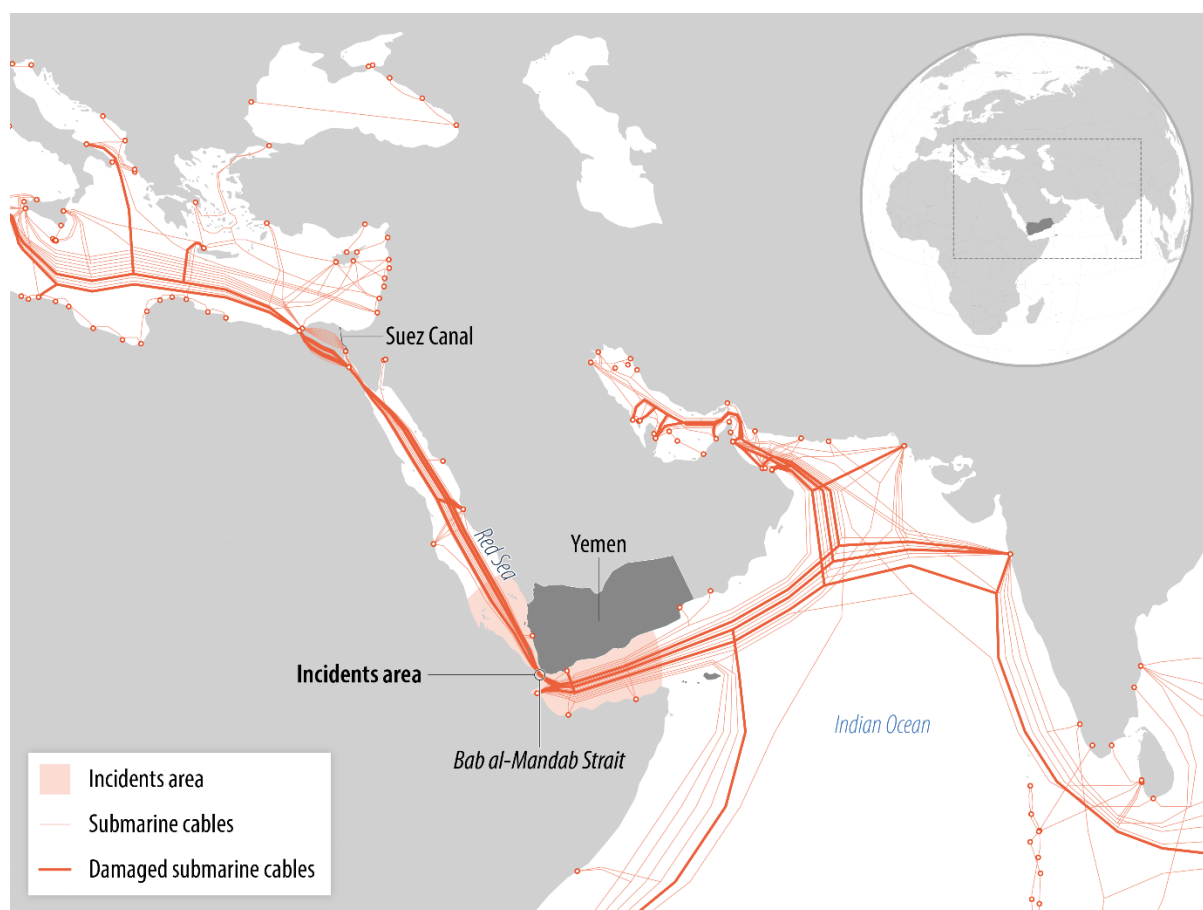 Suez Canal
Red Sea
Yemen
Incidents area
Bab al-Mandab Strait
Indian Ocean
Incidents area
Submarine cables
Damaged submarine cables